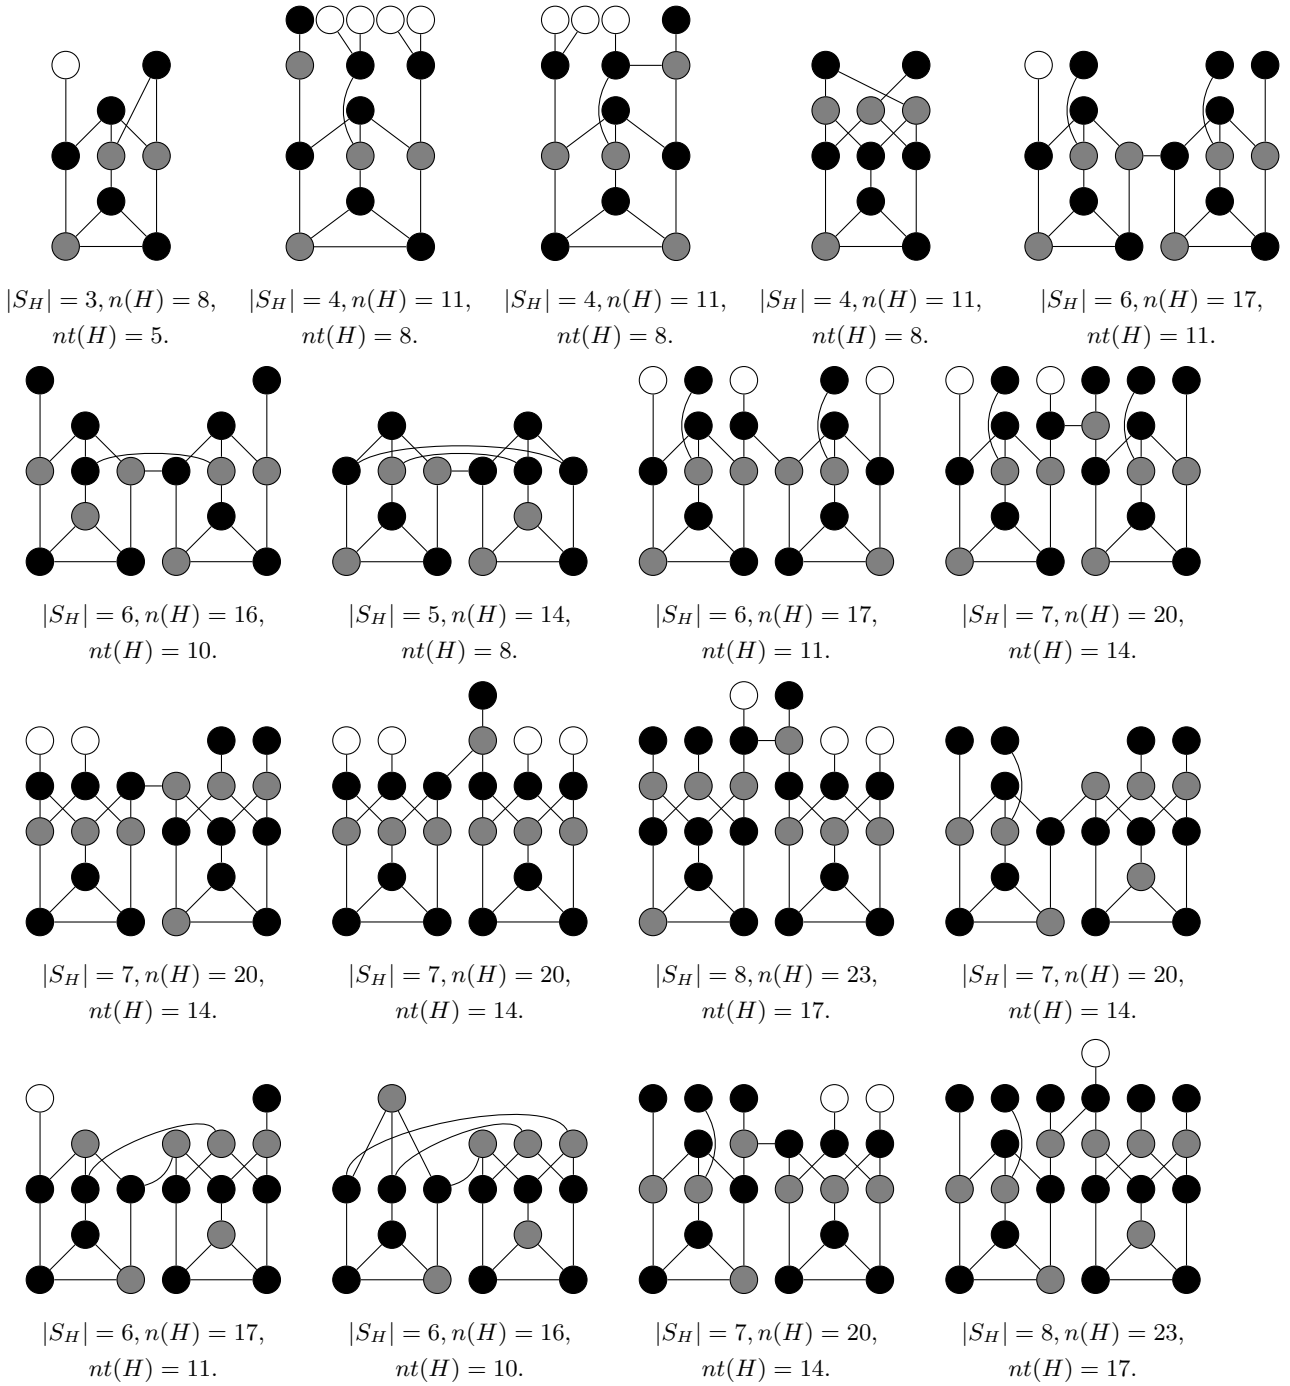 |S_H| = 3, n(H) = 8,
nt(H) = 5.
|S_H| = 4, n(H) = 11,
nt(H) = 8.
|S_H| = 4, n(H) = 11,
nt(H) = 8.
|S_H| = 4, n(H) = 11,
nt(H) = 8.
|S_H| = 6, n(H) = 17,
nt(H) = 11.
|S_H| = 6, n(H) = 16,
nt(H) = 10.
|S_H| = 5, n(H) = 14,
nt(H) = 8.
|S_H| = 6, n(H) = 17,
nt(H) = 11.
|S_H| = 7, n(H) = 20,
nt(H) = 14.
|S_H| = 7, n(H) = 20,
nt(H) = 14.
|S_H| = 7, n(H) = 20,
nt(H) = 14.
|S_H| = 8, n(H) = 23,
nt(H) = 17.
|S_H| = 7, n(H) = 20,
nt(H) = 14.
|S_H| = 6, n(H) = 17,
nt(H) = 11.
|S_H| = 6, n(H) = 16,
nt(H) = 10.
|S_H| = 7, n(H) = 20,
nt(H) = 14.
|S_H| = 8, n(H) = 23,
nt(H) = 17.